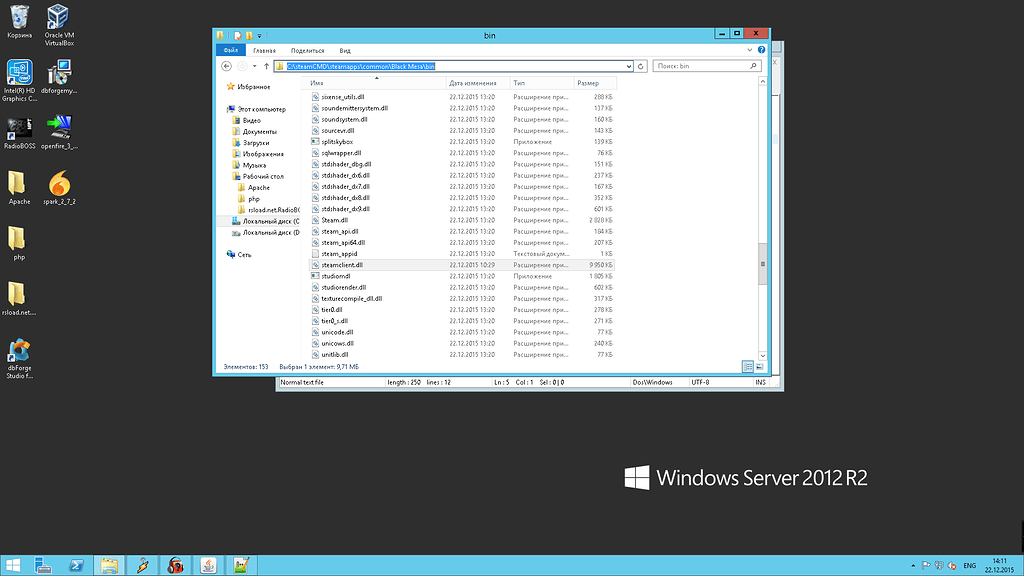 Корзина
Oracle VM
VirtualBox
Intel(R) HD
Graphics C...
dbforgemy...
RadioBOSS
openfire_3_...
Apache
spark_2_7_2
php
rsload.net....
dbForge
Studio f...
bin
Файл Главная Поделиться Вид
C:\steamCMD\steamapps\common\Black Mesa\bin
Поиск: bin
Избранное
Этот компьютер
Видео
Документы
Загрузки
Изображения
Музыка
Рабочий стол
Apache
php
rsload.net.RadioBO
Локальный диск (C
Локальный диск (D
Сеть
Имя Дата изменения Тип Размер
sixense_utils.dll 22.12.2015 13:20 Расширение при... 288 КБ
soundemittersystem.dll 22.12.2015 13:20 Расширение при... 137 КБ
soundsystem.dll 22.12.2015 13:20 Расширение при... 160 КБ
sourcevr.dll 22.12.2015 13:20 Расширение при... 143 КБ
splitskybox 22.12.2015 13:20 Приложение 139 КБ
sqlwrapper.dll 22.12.2015 13:20 Расширение при... 76 КБ
stdshader_dbg.dll 22.12.2015 13:20 Расширение при... 151 КБ
stdshader_dx6.dll 22.12.2015 13:20 Расширение при... 237 КБ
stdshader_dx7.dll 22.12.2015 13:20 Расширение при... 167 КБ
stdshader_dx8.dll 22.12.2015 13:20 Расширение при... 352 КБ
stdshader_dx9.dll 22.12.2015 13:20 Расширение при... 601 КБ
Steam.dll 22.12.2015 13:20 Расширение при... 2 828 КБ
steam_api.dll 22.12.2015 13:20 Расширение при... 184 КБ
steam_api64.dll 22.12.2015 13:20 Расширение при... 207 КБ
steam_appid 22.12.2015 13:20 Текстовый докум... 1 КБ
steamclient.dll 22.12.2015 10:29 Расширение при... 9 950 КБ
studiomdl 22.12.2015 13:20 Приложение 1 805 КБ
studiorender.dll 22.12.2015 13:20 Расширение при... 602 КБ
texturecompile_dll.dll 22.12.2015 13:20 Расширение при... 317 КБ
tier0.dll 22.12.2015 13:20 Расширение при... 278 КБ
tier0_s.dll 22.12.2015 13:20 Расширение при... 271 КБ
unicode.dll 22.12.2015 13:20 Расширение при... 77 КБ
unicows.dll 22.12.2015 13:20 Расширение при... 240 КБ
unitlib.dll 22.12.2015 13:20 Расширение при... 77 КБ
Элементов: 153 Выбран 1 элемент: 9,71 МБ
Normal text file length : 250 lines : 12 Ln : 5 Col : 1 Sel : 0 | 0 Dos\Windows UTF-8 INS
Windows Server 2012 R2
ENG
14:11
22.12.2015